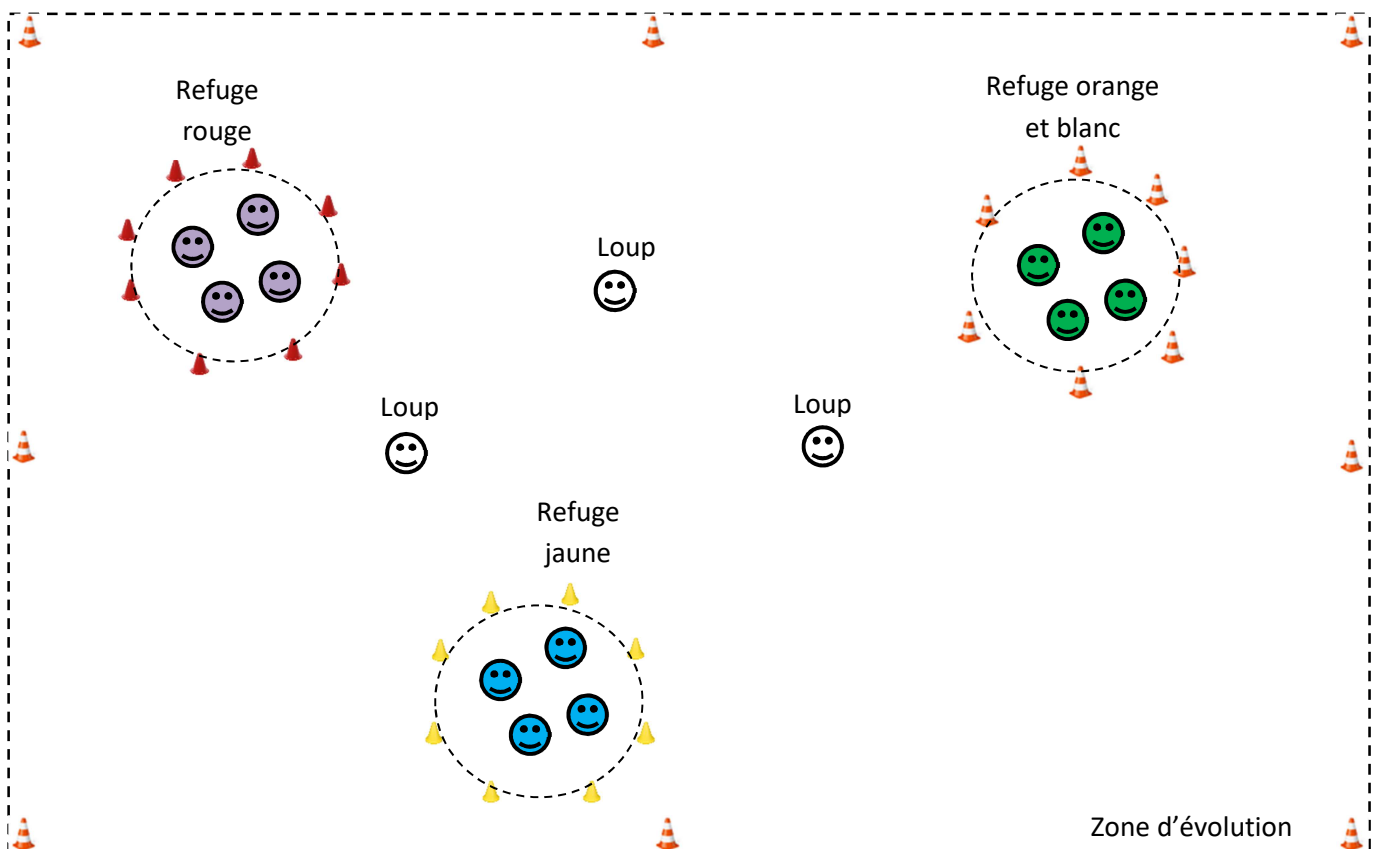 Refuge
rouge
Refuge orange
et blanc
Loup
Loup
Loup
Refuge
jaune
Zone d'évolution